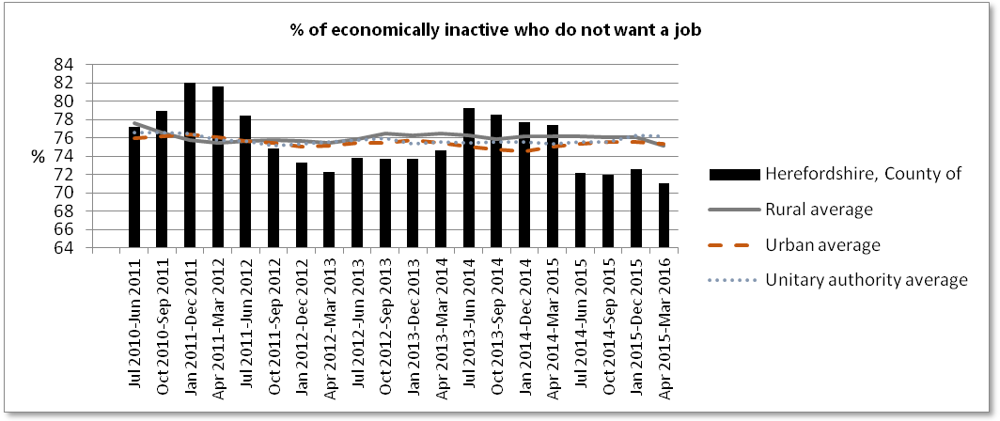 % of economically inactive who do not want a job
84
82
80
78
76
74
72
70
68
66
64
%
Jul 2010-Jun 2011
Oct 2010-Sep 2011
Jan 2011-Dec 2011
Apr 2011-Mar 2012
Jul 2011-Jun 2012
Oct 2011-Sep 2012
Jan 2012-Dec 2012
Apr 2012-Mar 2013
Jul 2012-Jun 2013
Oct 2012-Sep 2013
Jan 2013-Dec 2013
Apr 2013-Mar 2014
Jul 2013-Jun 2014
Oct 2013-Sep 2014
Jan 2014-Dec 2014
Apr 2014-Mar 2015
Jul 2014-Jun 2015
Oct 2014-Sep 2015
Jan 2015-Dec 2015
Apr 2015-Mar 2016
Herefordshire, County of
Rural average
Urban average
Unitary authority average